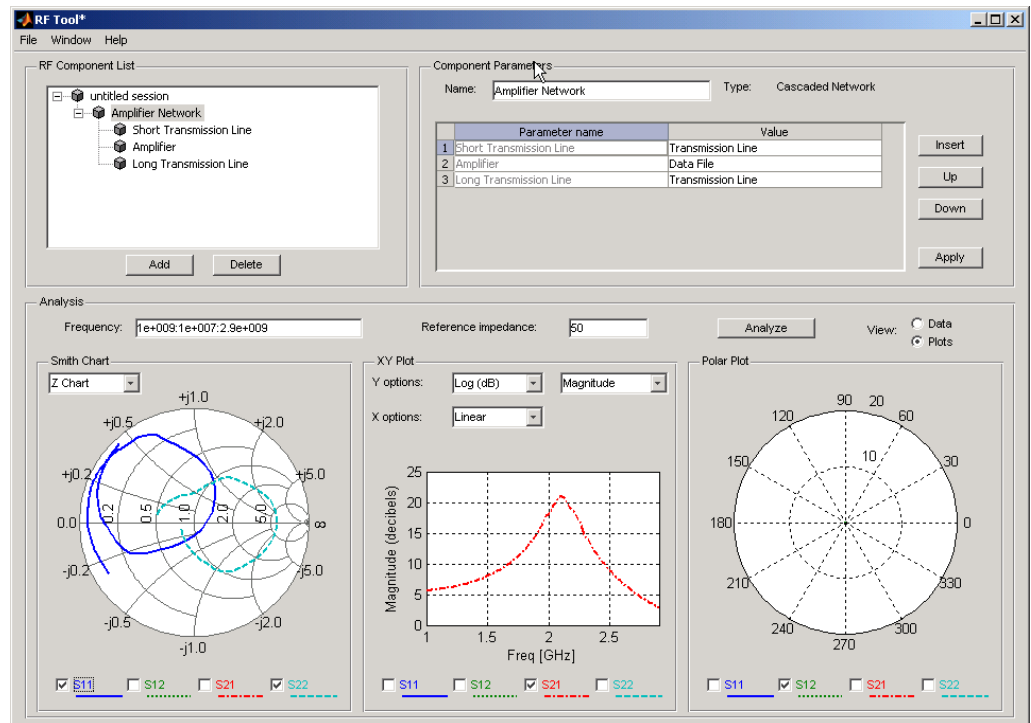 RF Tool*
File Window Help
RF Component List
untitled session
Amplifier Network
Short Transmission Line
Amplifier
Long Transmission Line
Add Delete
Component Parameters
Name: Amplifier Network Type: Cascaded Network
Parameter name Value
1 Short Transmission Line Transmission Line
2 Amplifier Data File
3 Long Transmission Line Transmission Line
Insert
Up
Down
Apply
Analysis
Frequency: 1e+009:1e+007:2.9e+009 Reference impedance: 50 Analyze View: Data
Plots
Smith Chart
Z Chart
+j1.0
+j0.5 +j2.0
+j0.2 +j5.0
0.0 0.2 0.5 1.0 2.0 5.0 ∞
-j0.2 -j5.0
-j0.5 -j2.0
-j1.0
S11 S12 S21 S22
XY Plot
Y options: Log (dB) Magnitude
X options: Linear
Magnitude (decibels)
25
20
15
10
5
0
1 1.5 2 2.5
Freq [GHz]
S11 S12 S21 S22
Polar Plot
90 20
120 60
150 10 30
180 0
210 330
240 300
270
S11 S12 S21 S22